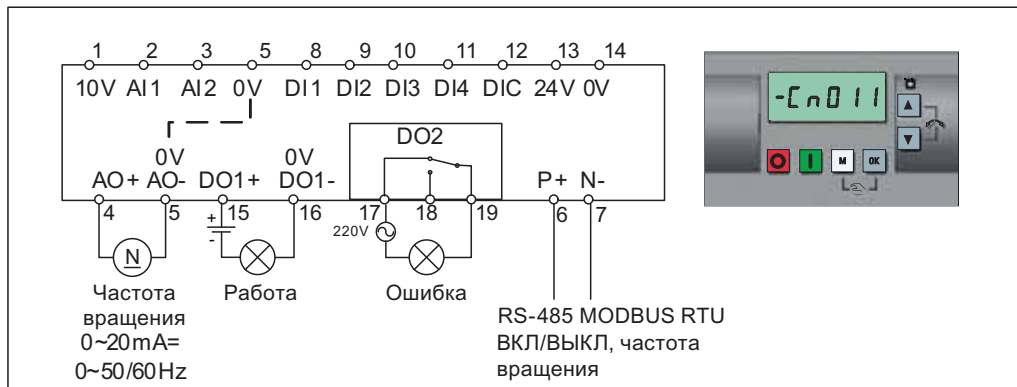 1 2 3 5 8 9 10 11 12 13 14
10V AI1 AI2 0V DI1 DI2 DI3 DI4 DIC 24V 0V
DO2
0V 0V
AO+ AO- DO1+ DO1- P+ N-
4 5 15 16 17 18 19 6 7
+
-
220V
N
Частота
вращения
0~20mA=
0~50/60Hz
Работа
Ошибка
RS-485 MODBUS RTU
ВКЛ/ВЫКЛ, частота
вращения
-Cn011
M OK